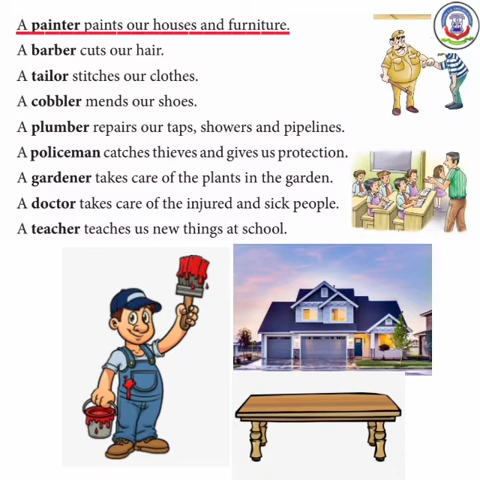 A painter paints our houses and furniture.
A barber cuts our hair.
A tailor stitches our clothes.
A cobbler mends our shoes.
A plumber repairs our taps, showers and pipelines.
A policeman catches thieves and gives us protection.
A gardener takes care of the plants in the garden.
A doctor takes care of the injured and sick people.
A teacher teaches us new things at school.